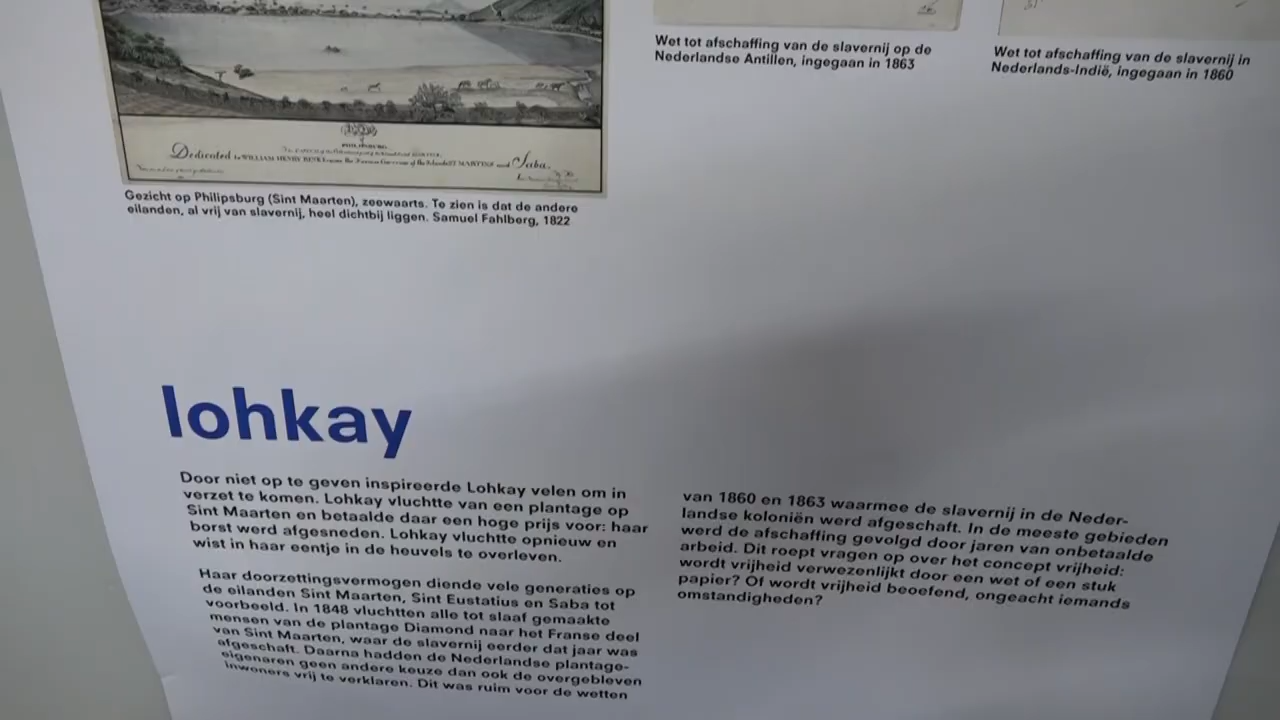 PHILIPSBURG.
Dedicated to WILLIAM HENRY RINK
of the Islands ST MARTINS and Saba.
Gezicht op Philipsburg (Sint Maarten), zeewaarts. Te zien is dat de andere
eilanden, al vrij van slavernij, heel dichtbij liggen. Samuel Fahlberg, 1822
Wet tot afschaffing van de slavernij op de
Nederlandse Antillen, ingegaan in 1863
Wet tot afschaffing van de slavernij in
Nederlands-Indië, ingegaan in 1860
lohkay
Door niet op te geven inspireerde Lohkay velen om in
verzet te komen. Lohkay vluchtte van een plantage op
Sint Maarten en betaalde daar een hoge prijs voor: haar
borst werd afgesneden. Lohkay vluchtte opnieuw en
wist in haar eentje in de heuvels te overleven.
Haar doorzettingsvermogen diende vele generaties op
de eilanden Sint Maarten, Sint Eustatius en Saba tot
voorbeeld. In 1848 vluchtten alle tot slaaf gemaakte
mensen van de plantage Diamond naar het Franse deel
van Sint Maarten, waar de slavernij eerder dat jaar was
afgeschaft. Daarna hadden de Nederlandse plantage-
eigenaren geen andere keuze dan ook de overgebleven
inwoners vrij te verklaren. Dit was ruim voor de wetten
van 1860 en 1863 waarmee de slavernij in de Neder-
landse koloniën werd afgeschaft. In de meeste gebieden
werd de afschaffing gevolgd door jaren van onbetaalde
arbeid. Dit roept vragen op over het concept vrijheid:
wordt vrijheid verwezenlijkt door een wet of een stuk
papier? Of wordt vrijheid beoefend, ongeacht iemands
omstandigheden?